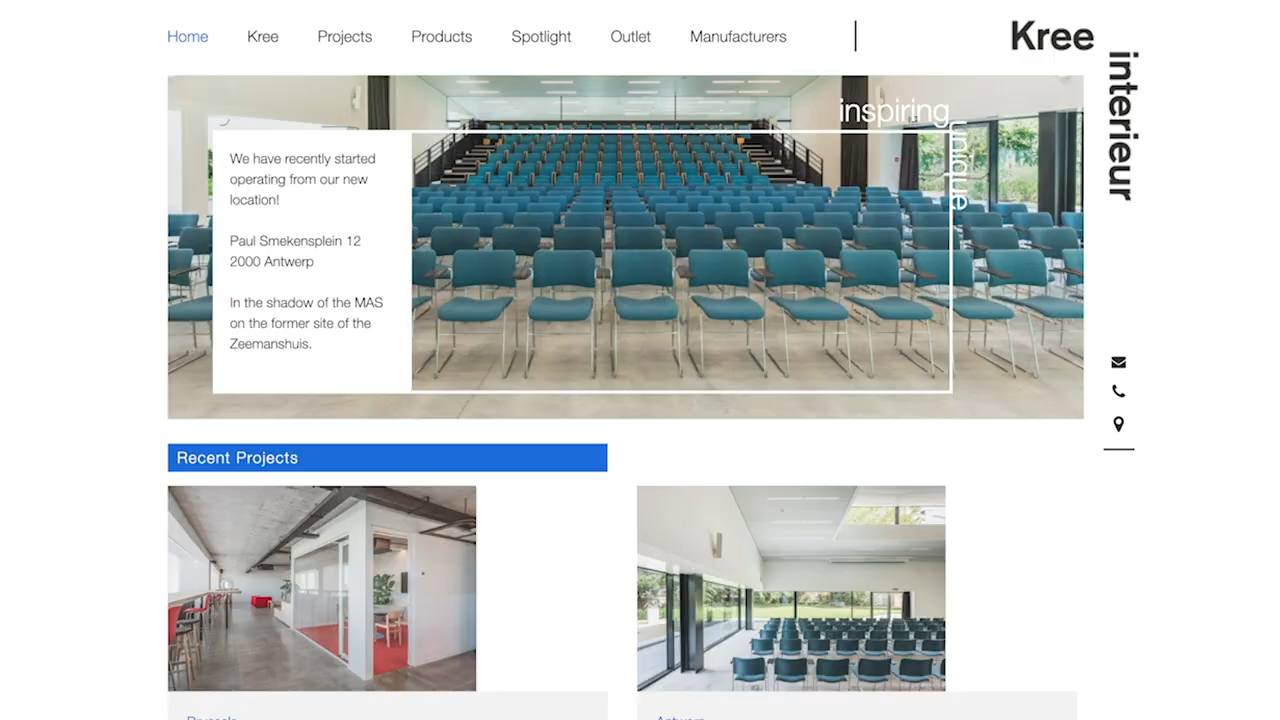 Home Kree Projects Products Spotlight Outlet Manufacturers
Kree
interieur
inspiring
unique
We have recently started
operating from our new
location!
Paul Smekensplein 12
2000 Antwerp
In the shadow of the MAS
on the former site of the
Zeemanshuis.
Recent Projects
Brussels
Antwerp